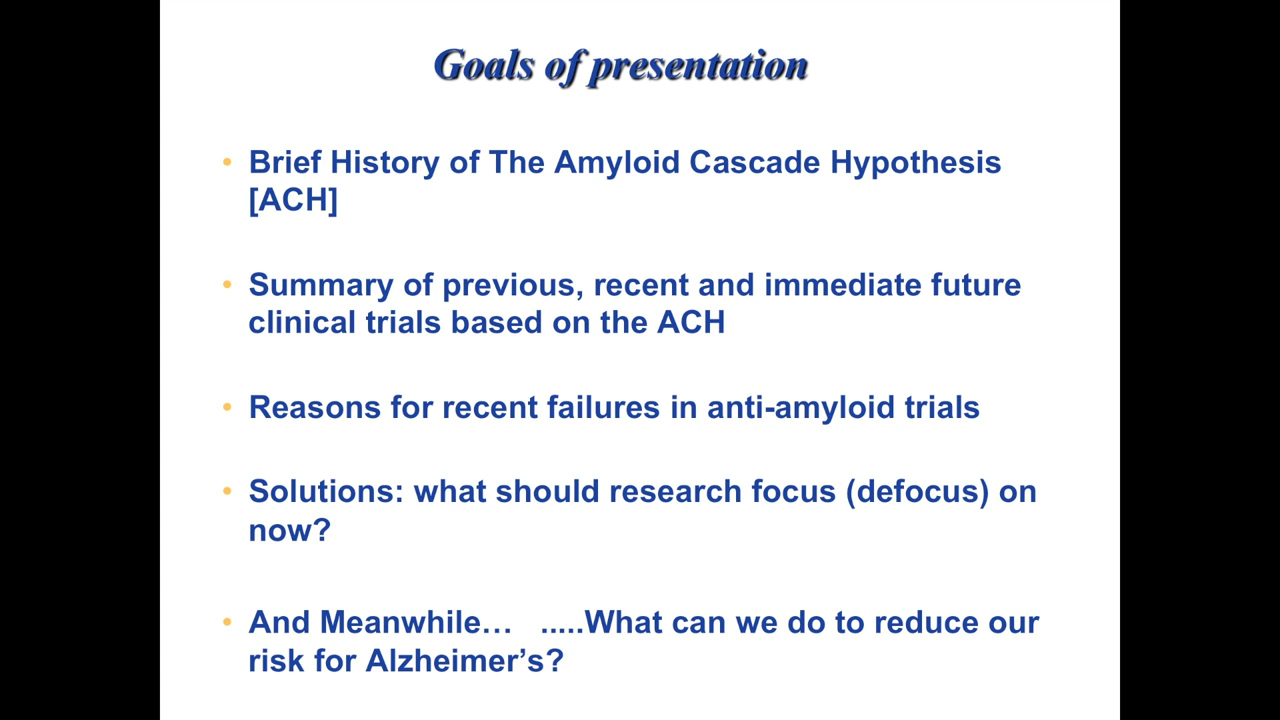 Goals of presentation
• Brief History of The Amyloid Cascade Hypothesis
[ACH]
• Summary of previous, recent and immediate future
clinical trials based on the ACH
• Reasons for recent failures in anti-amyloid trials
• Solutions: what should research focus (defocus) on
now?
• And Meanwhile… .....What can we do to reduce our
risk for Alzheimer’s?